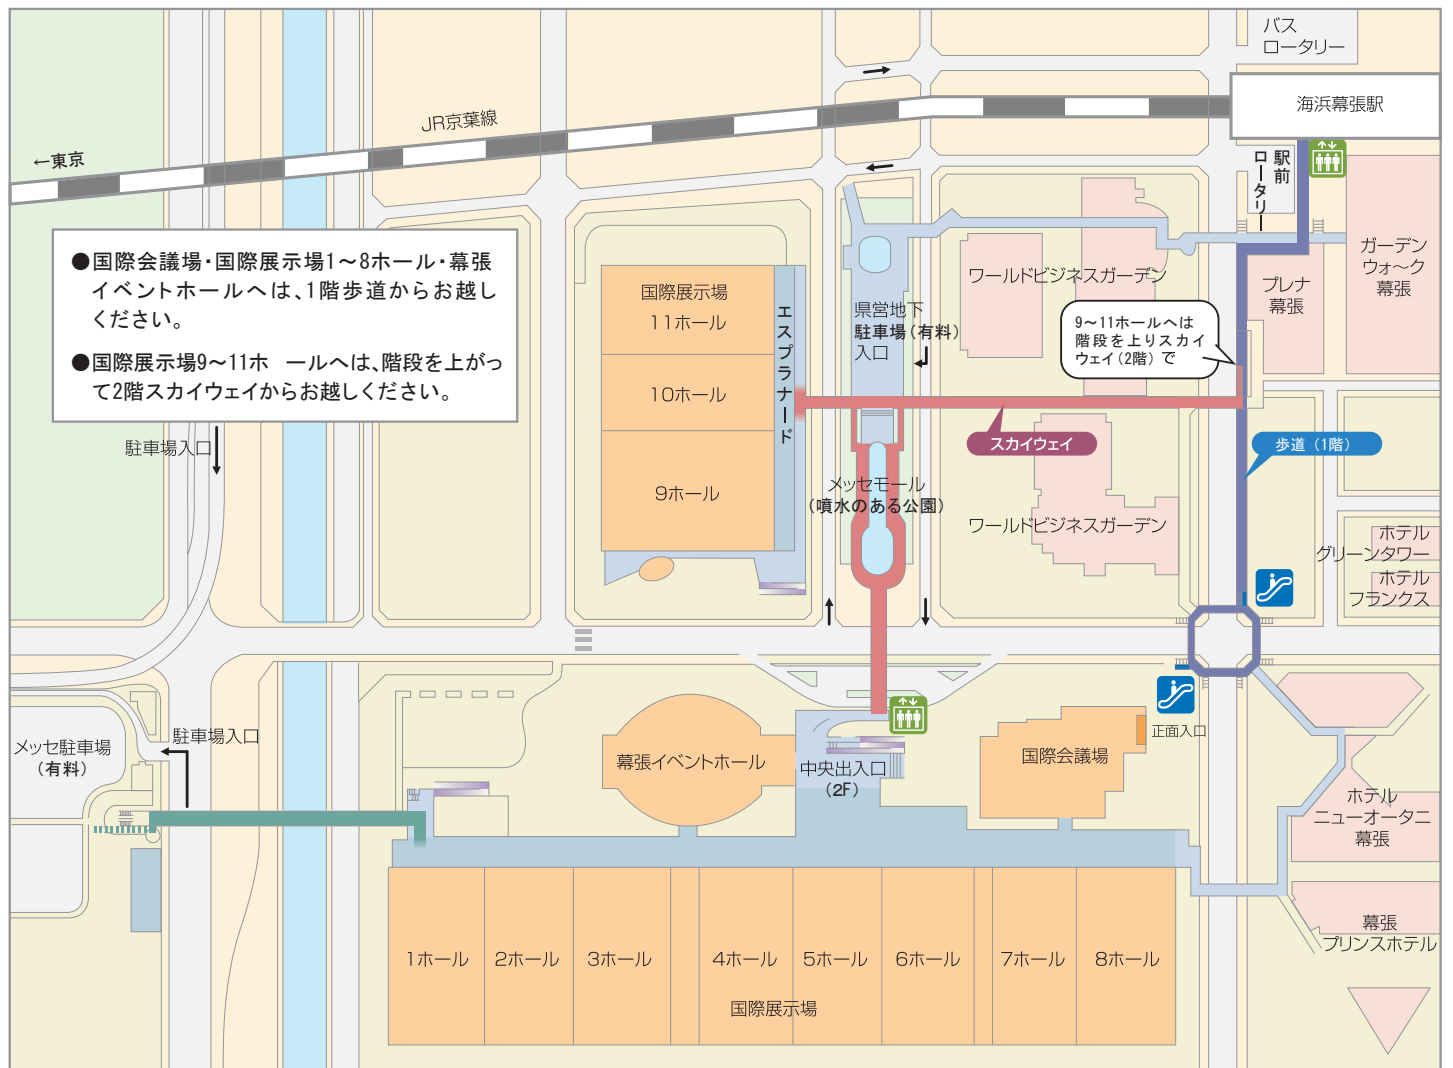 バス
ロータリー
海浜幕張駅
JR京葉線
←東京
駅前
ロータリー
●国際会議場・国際展示場1～8ホール・幕張
イベントホールへは、1階歩道からお越し
ください。
●国際展示場9～11ホ ールへは、階段を上がっ
て2階スカイウェイからお越しください。
国際展示場
11ホール
10ホール
9ホール
エスプラナード
県営地下
駐車場(有料)
入口
ワールドビジネスガーデン
プレナ
幕張
ガーデン
ウォ～ク
幕張
9～11ホールへは
階段を上りスカイ
ウェイ(2階)で
スカイウェイ
歩道(1階)
駐車場入口
メッセモール
(噴水のある公園)
ワールドビジネスガーデン
ホテル
グリーンタワー
ホテル
フランクス
メッセ駐車場
(有料)
駐車場入口
幕張イベントホール
中央出入口
(2F)
国際会議場
正面入口
ホテル
ニューオータニ
幕張
幕張
プリンスホテル
1ホール
2ホール
3ホール
4ホール
5ホール
6ホール
7ホール
8ホール
国際展示場